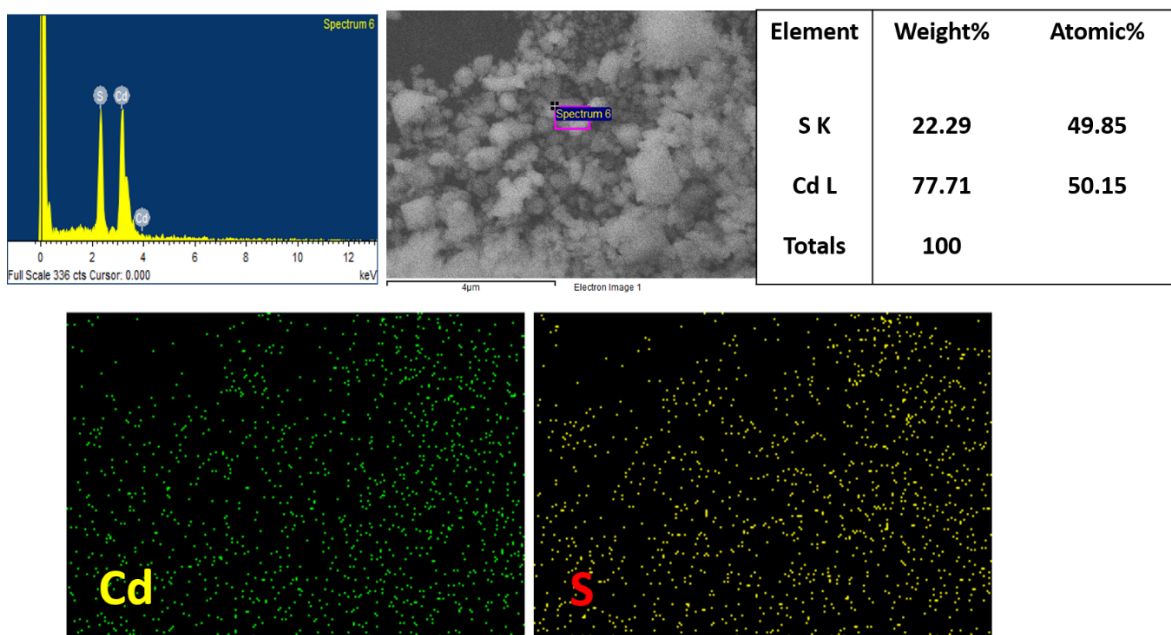 Spectrum 6
S
Cd
Cd
0 2 4 6 8 10 12
Full Scale 336 cts Cursor: 0.000 keV
Spectrum 6
4µm Electron Image 1
Element Weight% Atomic%
S K 22.29 49.85
Cd L 77.71 50.15
Totals 100
Cd
S